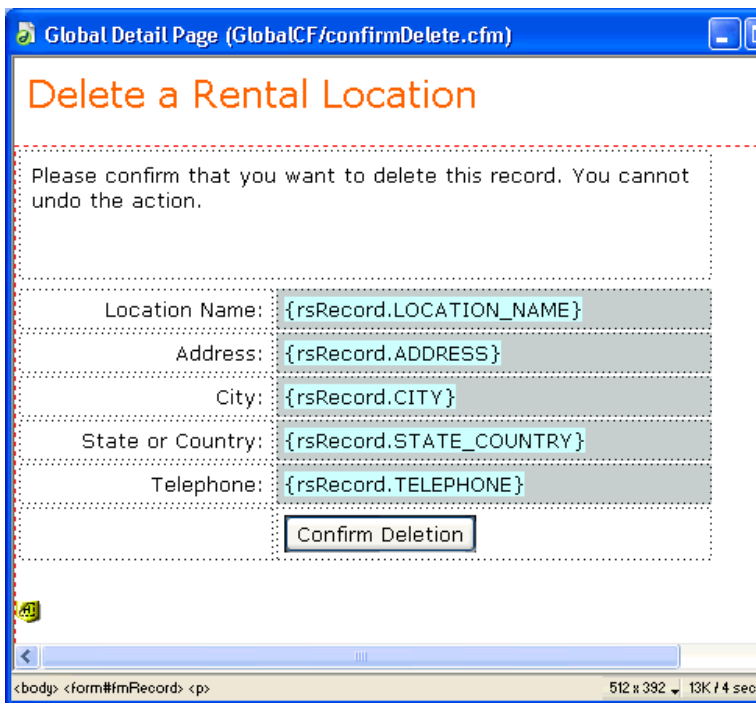 Global Detail Page (GlobalCF/confirmDelete.cfm)
Delete a Rental Location
Please confirm that you want to delete this record. You cannot
undo the action.
Location Name: {rsRecord.LOCATION_NAME}
Address: {rsRecord.ADDRESS}
City: {rsRecord.CITY}
State or Country: {rsRecord.STATE_COUNTRY}
Telephone: {rsRecord.TELEPHONE}
Confirm Deletion
<body> <form#fmRecord> <p> 512 x 392 13K / 4 sec